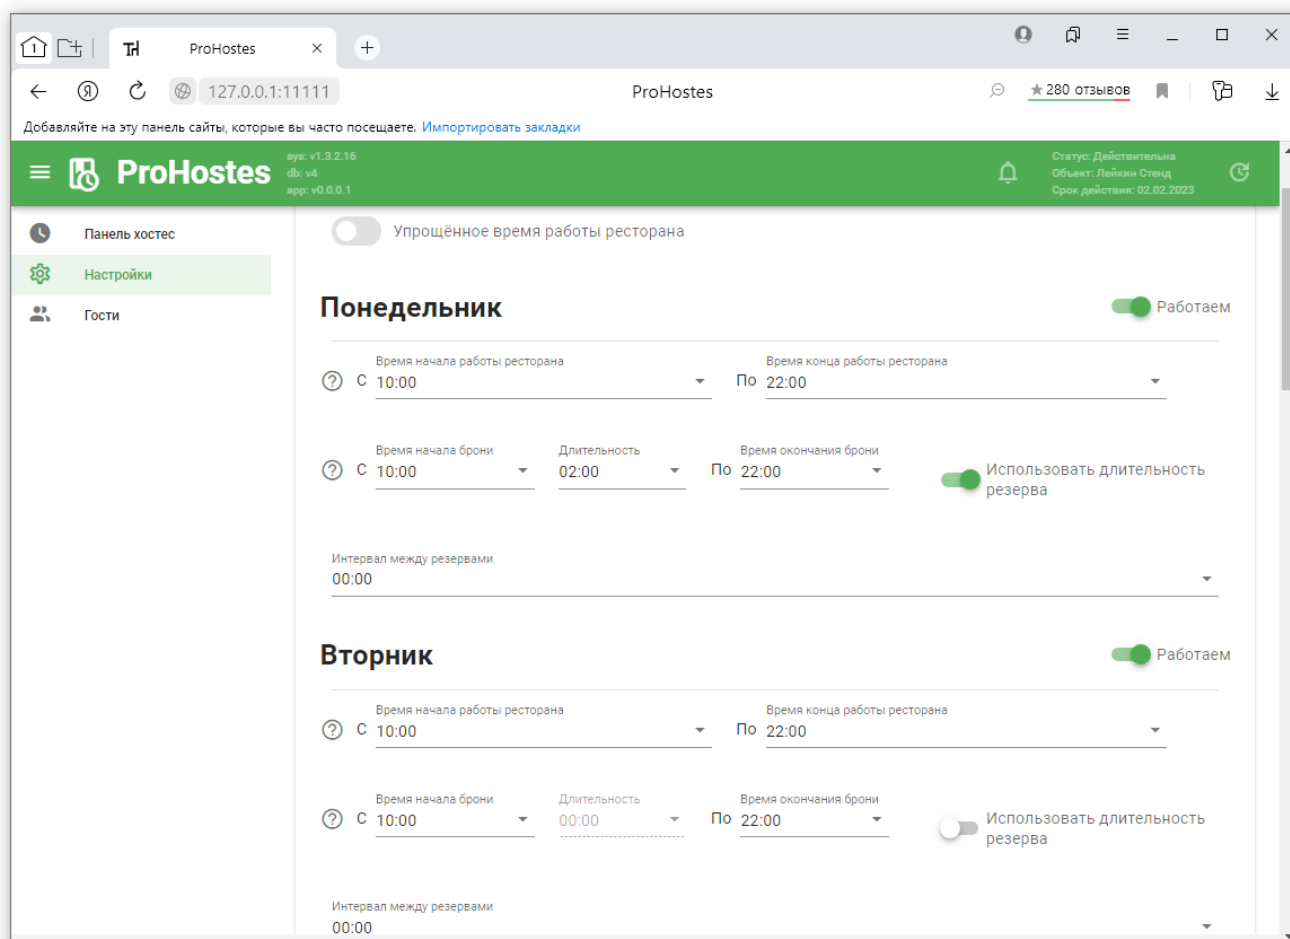 1 TH ProHostes
Я 127.0.0.1:11111 ProHostes ★280 отзывов
Добавляйте на эту панель сайты, которые вы часто посещаете. Импортировать закладки
ProHostes
sys: v1.3.2.16
db: v4
app: v0.0.0.1
Статус: Действительна
Объект: Лейкин Стенд
Срок действия: 02.02.2023
Панель хостес
Настройки
Гости
Упрощённое время работы ресторана
Понедельник Работаем
Время начала работы ресторана Время конца работы ресторана
? С 10:00 По 22:00
Время начала брони Длительность Время окончания брони
? С 10:00 02:00 По 22:00
Использовать длительность
резерва
Интервал между резервами
00:00
Вторник Работаем
Время начала работы ресторана Время конца работы ресторана
? С 10:00 По 22:00
Время начала брони Длительность Время окончания брони
? С 10:00 00:00 По 22:00
Использовать длительность
резерва
Интервал между резервами
00:00